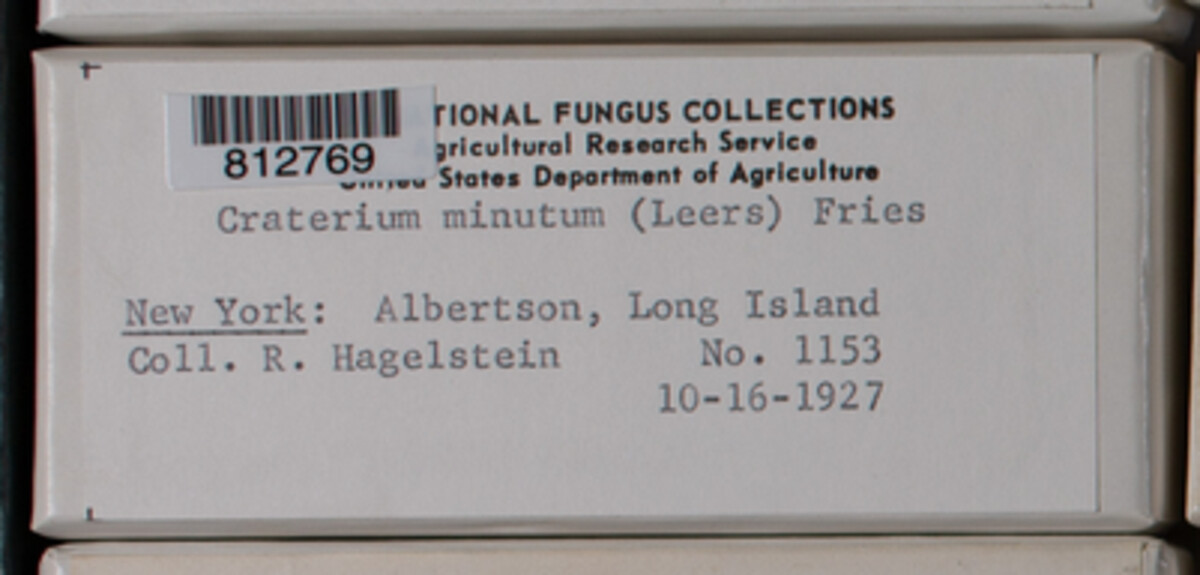 812769
TIONAL FUNGUS COLLECTIONS
gricultural Research Service
United States Department of Agriculture
Craterium minutum (Leers) Fries
New York: Albertson, Long Island
Coll. R. Hagelstein No. 1153
10-16-1927